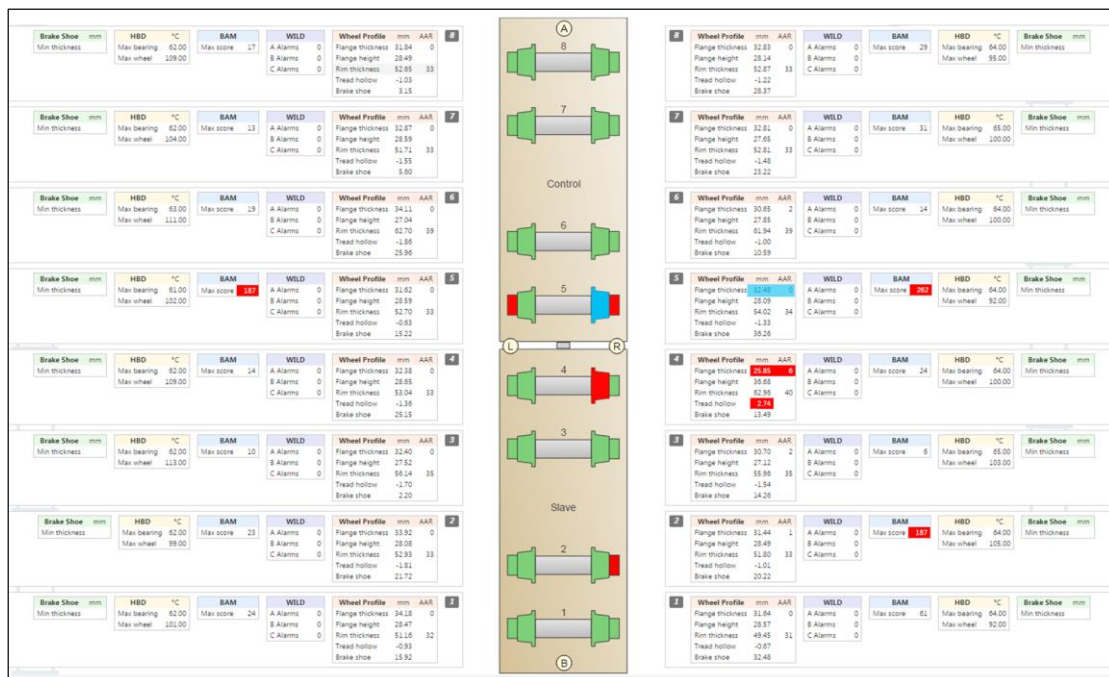 Brake Shoe mm HBD °C BAM WILD Wheel Profile mm AAR 8
Min thickness Max bearing 62.00 Max score 17 A Alarms 0 Flange thickness 31.84 0
Max wheel 109.00 B Alarms 0 Flange height 28.49
C Alarms 0 Rim thickness 52.65 33
Tread hollow -1.03
Brake shoe 3.15
Brake Shoe mm HBD °C BAM WILD Wheel Profile mm AAR 7
Min thickness Max bearing 62.00 Max score 13 A Alarms 0 Flange thickness 32.87 0
Max wheel 104.00 B Alarms 0 Flange height 28.59
C Alarms 0 Rim thickness 51.71 33
Tread hollow -1.55
Brake shoe 5.60
Brake Shoe mm HBD °C BAM WILD Wheel Profile mm AAR 6
Min thickness Max bearing 63.00 Max score 19 A Alarms 0 Flange thickness 34.11 0
Max wheel 111.00 B Alarms 0 Flange height 27.04
C Alarms 0 Rim thickness 62.70 39
Tread hollow -1.86
Brake shoe 25.96
Brake Shoe mm HBD °C BAM WILD Wheel Profile mm AAR 5
Min thickness Max bearing 61.00 Max score 187 A Alarms 0 Flange thickness 31.62 0
Max wheel 102.00 B Alarms 0 Flange height 28.59
C Alarms 0 Rim thickness 52.70 33
Tread hollow -0.63
Brake shoe 15.22
Brake Shoe mm HBD °C BAM WILD Wheel Profile mm AAR 4
Min thickness Max bearing 62.00 Max score 14 A Alarms 0 Flange thickness 32.38 0
Max wheel 109.00 B Alarms 0 Flange height 28.65
C Alarms 0 Rim thickness 53.04 33
Tread hollow -1.36
Brake shoe 25.15
Brake Shoe mm HBD °C BAM WILD Wheel Profile mm AAR 3
Min thickness Max bearing 62.00 Max score 10 A Alarms 0 Flange thickness 32.40 0
Max wheel 113.00 B Alarms 0 Flange height 27.52
C Alarms 0 Rim thickness 56.14 35
Tread hollow -1.70
Brake shoe 2.20
Brake Shoe mm HBD °C BAM WILD Wheel Profile mm AAR 2
Min thickness Max bearing 62.00 Max score 23 A Alarms 0 Flange thickness 33.92 0
Max wheel 99.00 B Alarms 0 Flange height 28.08
C Alarms 0 Rim thickness 52.93 33
Tread hollow -1.81
Brake shoe 21.72
Brake Shoe mm HBD °C BAM WILD Wheel Profile mm AAR 1
Min thickness Max bearing 62.00 Max score 24 A Alarms 0 Flange thickness 34.18 0
Max wheel 101.00 B Alarms 0 Flange height 28.47
C Alarms 0 Rim thickness 51.16 32
Tread hollow -0.93
Brake shoe 15.92
A
8
7
Control
6
5
L R
4
3
Slave
2
1
B
8 Wheel Profile mm AAR WILD BAM HBD °C Brake Shoe mm
Flange thickness 32.83 0 A Alarms 0 Max score 29 Max bearing 64.00 Min thickness
Flange height 28.14 B Alarms 0 Max wheel 95.00
Rim thickness 52.87 33 C Alarms 0
Tread hollow -1.22
Brake shoe 28.37
7 Wheel Profile mm AAR WILD BAM HBD °C Brake Shoe mm
Flange thickness 32.81 0 A Alarms 0 Max score 31 Max bearing 65.00 Min thickness
Flange height 27.65 B Alarms 0 Max wheel 100.00
Rim thickness 52.81 33 C Alarms 0
Tread hollow -1.48
Brake shoe 23.22
6 Wheel Profile mm AAR WILD BAM HBD °C Brake Shoe mm
Flange thickness 30.65 2 A Alarms 0 Max score 14 Max bearing 64.00 Min thickness
Flange height 27.85 B Alarms 0 Max wheel 100.00
Rim thickness 61.94 39 C Alarms 0
Tread hollow -1.00
Brake shoe 10.59
5 Wheel Profile mm AAR WILD BAM HBD °C Brake Shoe mm
Flange thickness 0 A Alarms 0 Max score 262 Max bearing 64.00 Min thickness
Flange height 28.09 B Alarms 0 Max wheel 92.00
Rim thickness 54.02 34 C Alarms 0
Tread hollow -1.33
Brake shoe 36.26
4 Wheel Profile mm AAR WILD BAM HBD °C Brake Shoe mm
Flange thickness 25.85 6 A Alarms 0 Max score 24 Max bearing 64.00 Min thickness
Flange height 36.68 B Alarms 0 Max wheel 100.00
Rim thickness 62.96 40 C Alarms 0
Tread hollow 2.74
Brake shoe 13.49
3 Wheel Profile mm AAR WILD BAM HBD °C Brake Shoe mm
Flange thickness 30.70 2 A Alarms 0 Max score 6 Max bearing 65.00 Min thickness
Flange height 27.12 B Alarms 0 Max wheel 103.00
Rim thickness 55.96 35 C Alarms 0
Tread hollow -1.54
Brake shoe 14.26
2 Wheel Profile mm AAR WILD BAM HBD °C Brake Shoe mm
Flange thickness 31.44 1 A Alarms 0 Max score 187 Max bearing 64.00 Min thickness
Flange height 28.49 B Alarms 0 Max wheel 105.00
Rim thickness 51.80 33 C Alarms 0
Tread hollow -1.01
Brake shoe 20.22
1 Wheel Profile mm AAR WILD BAM HBD °C Brake Shoe mm
Flange thickness 31.64 0 A Alarms 0 Max score 61 Max bearing 64.00 Min thickness
Flange height 28.57 B Alarms 0 Max wheel 92.00
Rim thickness 49.45 31 C Alarms 0
Tread hollow -0.67
Brake shoe 32.48